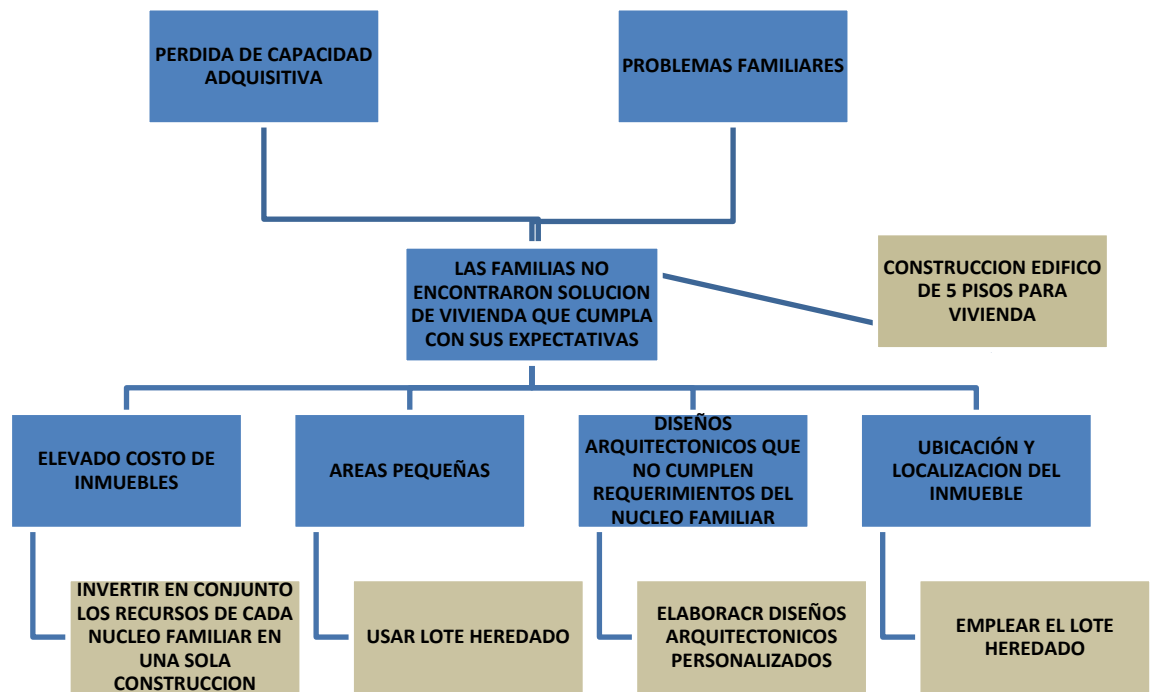 PERDIDA DE CAPACIDAD
ADQUISITIVA
PROBLEMAS FAMILIARES
LAS FAMILIAS NO
ENCONTRARON SOLUCION
DE VIVIENDA QUE CUMPLA
CON SUS EXPECTATIVAS
CONSTRUCCION EDIFICO
DE 5 PISOS PARA
VIVIENDA
ELEVADO COSTO DE
INMUEBLES
AREAS PEQUEÑAS
DISEÑOS
ARQUITECTONICOS QUE
NO CUMPLEN
REQUERIMIENTOS DEL
NUCLEO FAMILIAR
UBICACIÓN Y
LOCALIZACION DEL
INMUEBLE
INVERTIR EN CONJUNTO
LOS RECURSOS DE CADA
NUCLEO FAMILIAR EN
UNA SOLA
CONSTRUCCION
USAR LOTE HEREDADO
ELABORACR DISEÑOS
ARQUITECTONICOS
PERSONALIZADOS
EMPLEAR EL LOTE
HEREDADO